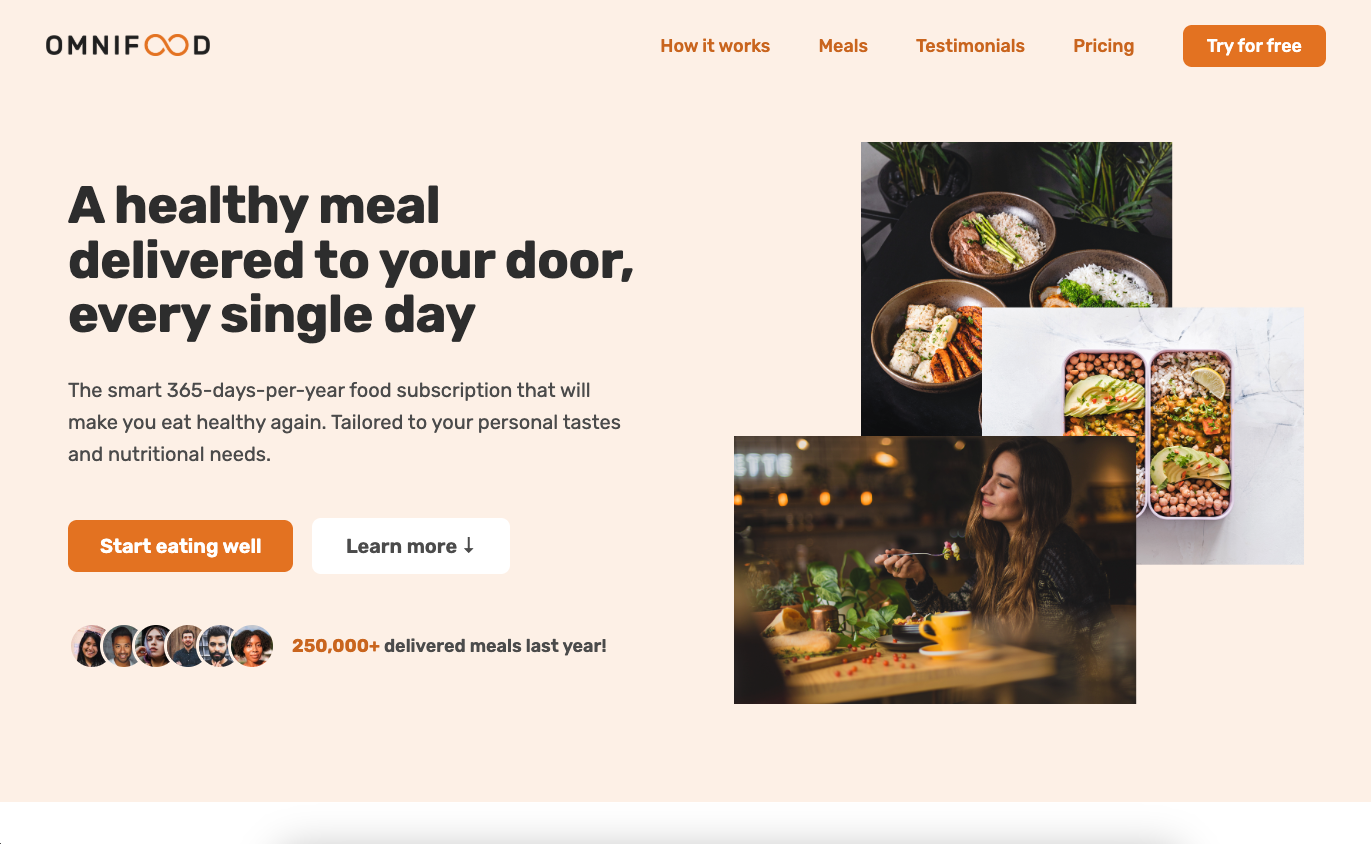 OMNIFOOD
How it works Meals Testimonials Pricing Try for free
A healthy meal
delivered to your door,
every single day
The smart 365-days-per-year food subscription that will
make you eat healthy again. Tailored to your personal tastes
and nutritional needs.
Start eating well Learn more ↓
250,000+ delivered meals last year!
ETTE